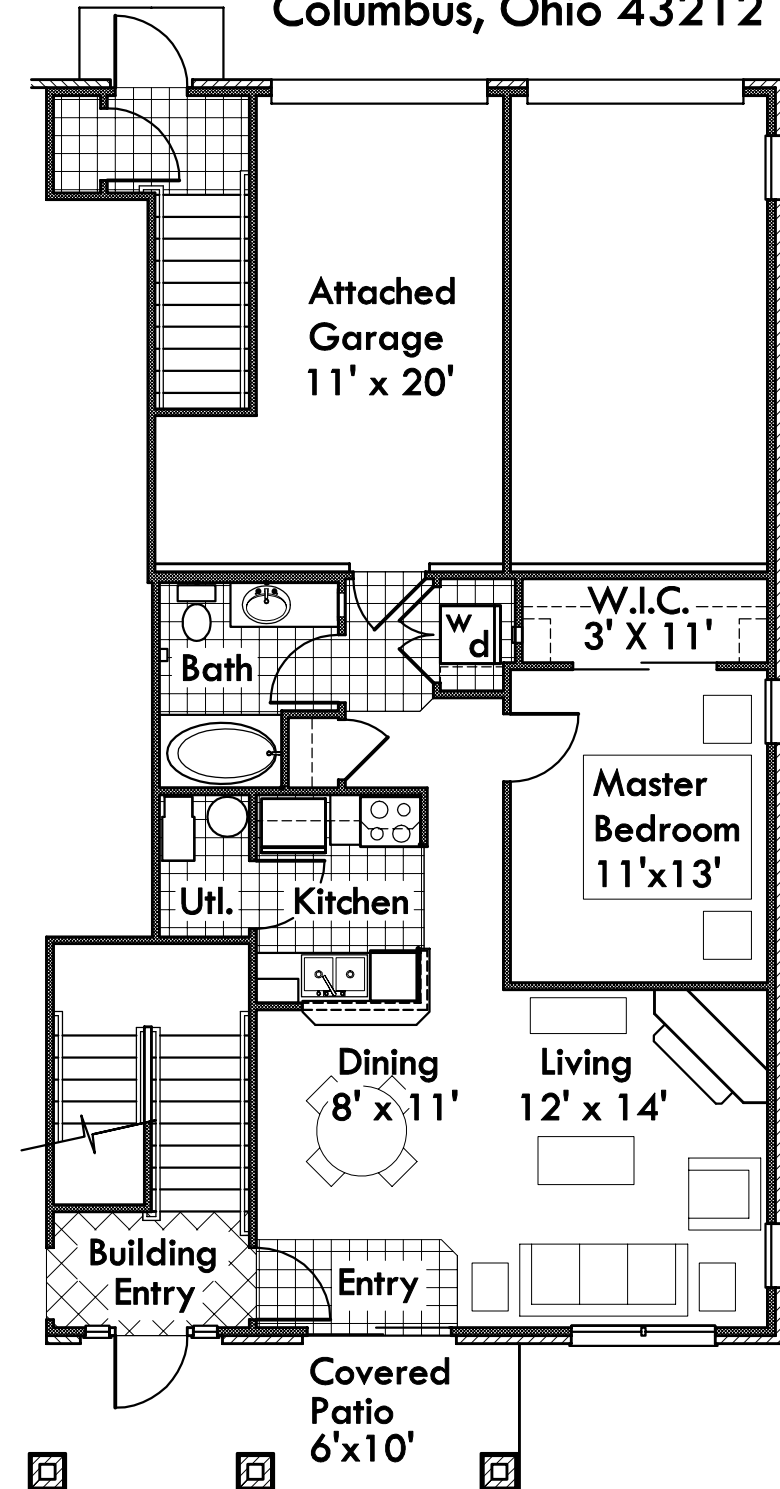 Columbus, Ohio 43212
Attached
Garage
11' x 20'
W.I.C.
3' X 11'
w
d
Bath
Master
Bedroom
11'x13'
Utl.
Kitchen
Dining
8' x 11'
Living
12' x 14'
Building
Entry
Entry
Covered
Patio
6'x10'